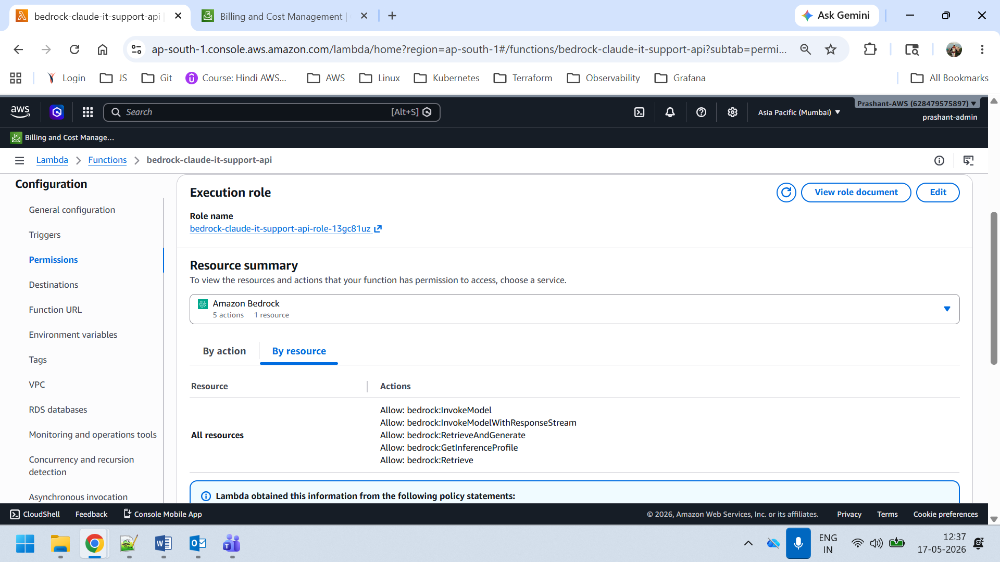 bedrock-claude-it-support-api |
Billing and Cost Management |
Ask Gemini
ap-south-1.console.aws.amazon.com/lambda/home?region=ap-south-1#/functions/bedrock-claude-it-support-api?subtab=permi...
Login
JS
Git
Course: Hindi AWS...
AWS
Linux
Kubernetes
Terraform
Observability
Grafana
All Bookmarks
aws
Search
[Alt+S]
Asia Pacific (Mumbai)
Prashant-AWS (628479575897)
prashant-admin
Billing and Cost Manage...
Lambda
Functions
bedrock-claude-it-support-api
Configuration
General configuration
Triggers
Permissions
Destinations
Function URL
Environment variables
Tags
VPC
RDS databases
Monitoring and operations tools
Concurrency and recursion
detection
Asynchronous invocation
Execution role
View role document
Edit
Role name
bedrock-claude-it-support-api-role-13gc81uz
Resource summary
To view the resources and actions that your function has permission to access, choose a service.
Amazon Bedrock
5 actions 1 resource
By action
By resource
Resource
Actions
All resources
Allow: bedrock:InvokeModel
Allow: bedrock:InvokeModelWithResponseStream
Allow: bedrock:RetrieveAndGenerate
Allow: bedrock:GetInferenceProfile
Allow: bedrock:Retrieve
Lambda obtained this information from the following policy statements:
CloudShell
Feedback
Console Mobile App
© 2026, Amazon Web Services, Inc. or its affiliates.
Privacy
Terms
Cookie preferences
ENG
IN
12:37
17-05-2026